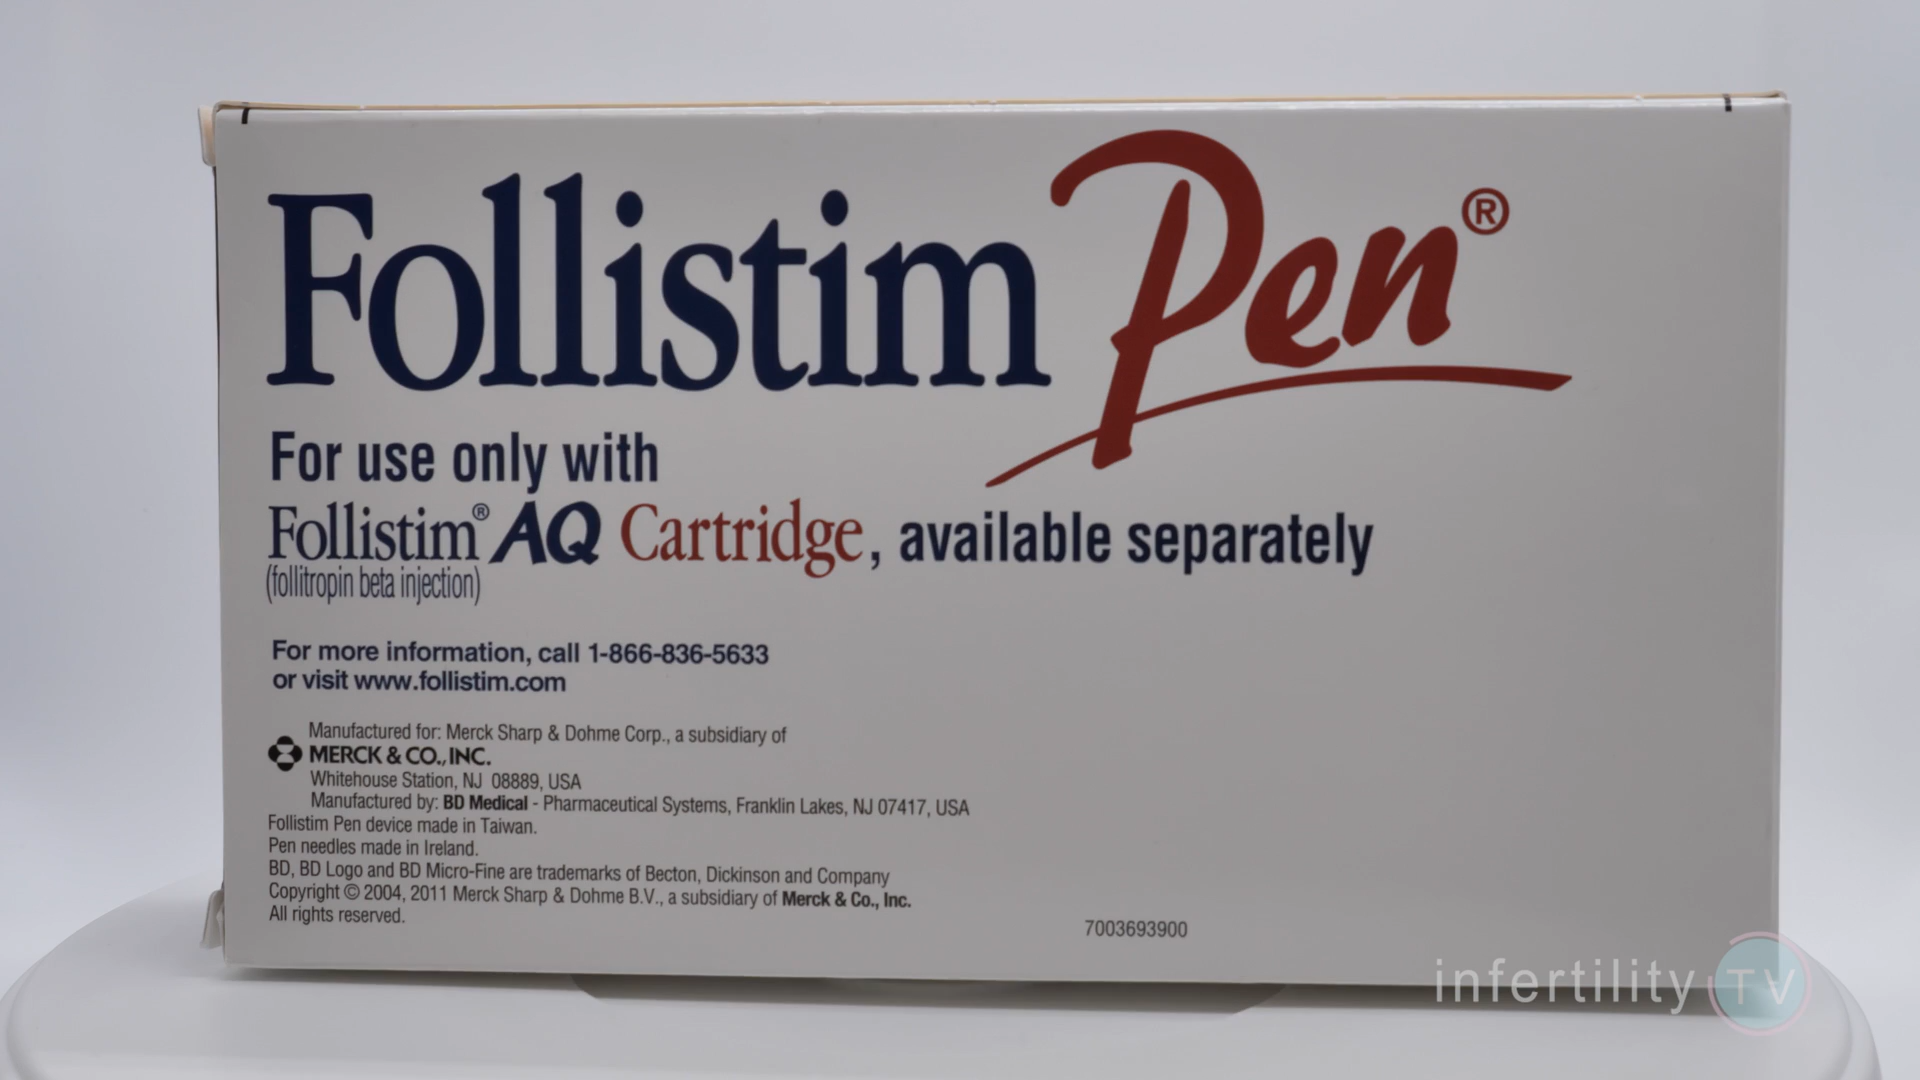 Follistim Pen®
For use only with
Follistim® AQ Cartridge, available separately
(follitropin beta injection)
For more information, call 1-866-836-5633
or visit www.follistim.com
Manufactured for: Merck Sharp & Dohme Corp., a subsidiary of
MERCK & CO., INC.
Whitehouse Station, NJ 08889, USA
Manufactured by: BD Medical - Pharmaceutical Systems, Franklin Lakes, NJ 07417, USA
Follistim Pen device made in Taiwan.
Pen needles made in Ireland.
BD, BD Logo and BD Micro-Fine are trademarks of Becton, Dickinson and Company
Copyright © 2004, 2011 Merck Sharp & Dohme B.V., a subsidiary of Merck & Co., Inc.
All rights reserved.
7003693900
infertility TV